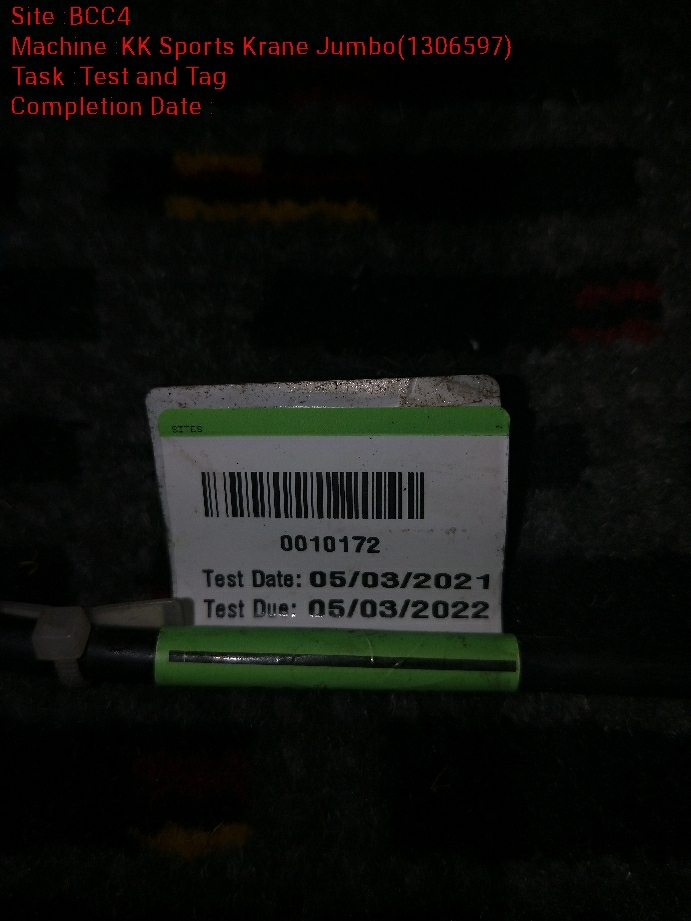 Site :BCC4
Machine :KK Sports Krane Jumbo(1306597)
Task : Test and Tag
Completion Date :
SITES
0010172
Test Date: 05/03/2021
Test Due: 05/03/2022